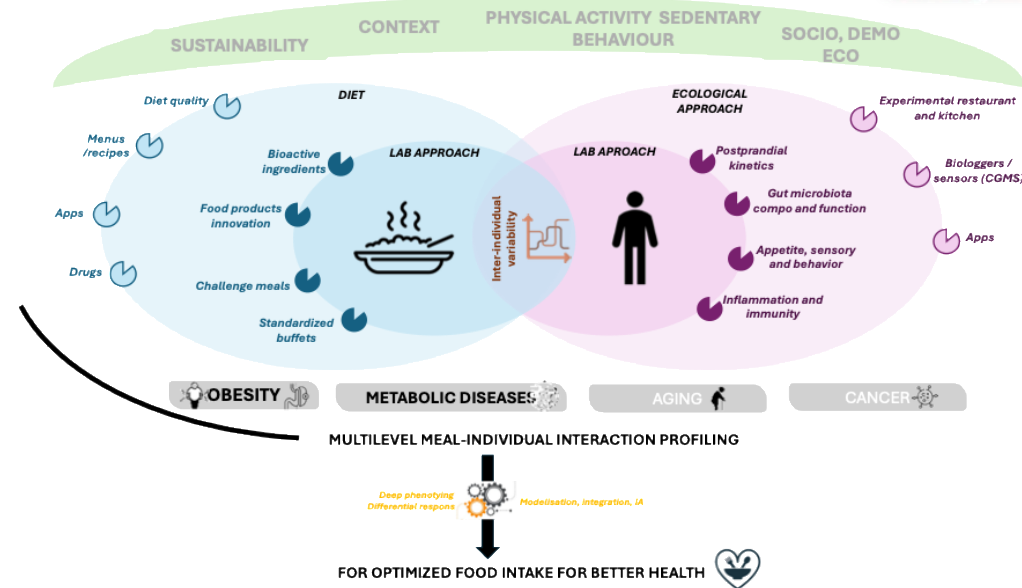 SUSTAINABILITY
CONTEXT
PHYSICAL ACTIVITY SEDENTARY
BEHAVIOUR
SOCIO, DEMO
ECO
DIET
ECOLOGICAL
APPROACH
Diet quality
Menus
/recipes
Apps
Drugs
LAB APPROACH
Bioactive
ingredients
Food products
innovation
Challenge meals
Standardized
buffets
Inter-individual
variability
LAB APPROACH
Postprandial
kinetics
Gut microbiota
compo and function
Appetite, sensory
and behavior
Inflammation and
immunity
Experimental restaurant
and kitchen
Biologgers /
sensors (CGMS)
Apps
OBESITY
METABOLIC DISEASES
AGING
CANCER
MULTILEVEL MEAL-INDIVIDUAL INTERACTION PROFILING
Deep phenotying
Differential respons
Modelisation, integration, IA
FOR OPTIMIZED FOOD INTAKE FOR BETTER HEALTH